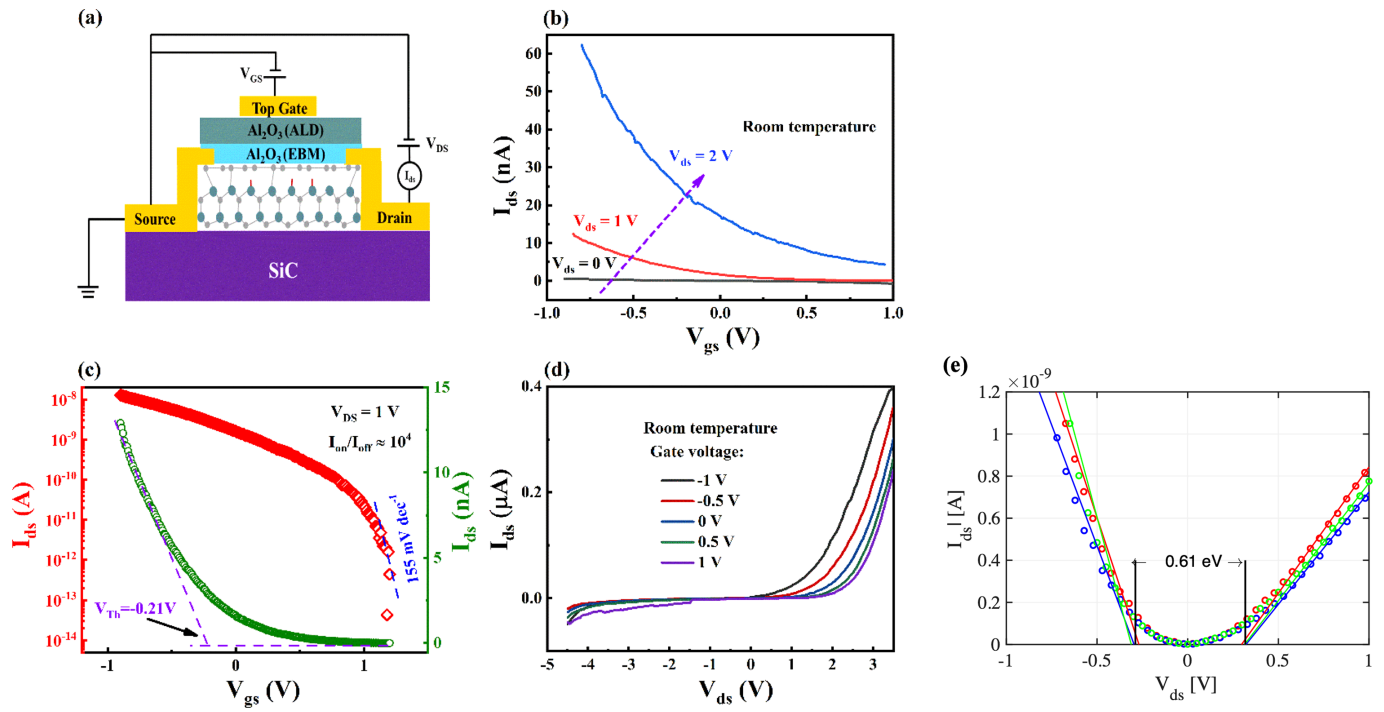 (a)
V_GS
Top Gate
Al₂O₃ (ALD)
Al₂O₃ (EBM)
V_DS
I_ds
Source
Drain
SiC
(b)
60
50
40
30
20
10
0
I_ds (nA)
Room temperature
V_ds = 2 V
V_ds = 1 V
V_ds = 0 V
-1.0 -0.5 0.0 0.5 1.0
V_gs (V)
(c)
10⁻⁸
10⁻⁹
10⁻¹⁰
10⁻¹¹
10⁻¹²
10⁻¹³
10⁻¹⁴
I_ds (A)
V_DS = 1 V
I_on/I_off ≈ 10⁴
155 mV dec⁻¹
V_Th=-0.21V
15
10
5
0
I_ds (nA)
-1 0 1
V_gs (V)
(d)
0.4
0.2
0.0
I_ds (µA)
Room temperature
Gate voltage:
-1 V
-0.5 V
0 V
0.5 V
1 V
-5 -4 -3 -2 -1 0 1 2 3
V_ds (V)
(e)
×10⁻⁹
1.2
1
0.8
0.6
0.4
0.2
0
I_ds| [A]
0.61 eV
-1 -0.5 0 0.5 1
V_ds [V]